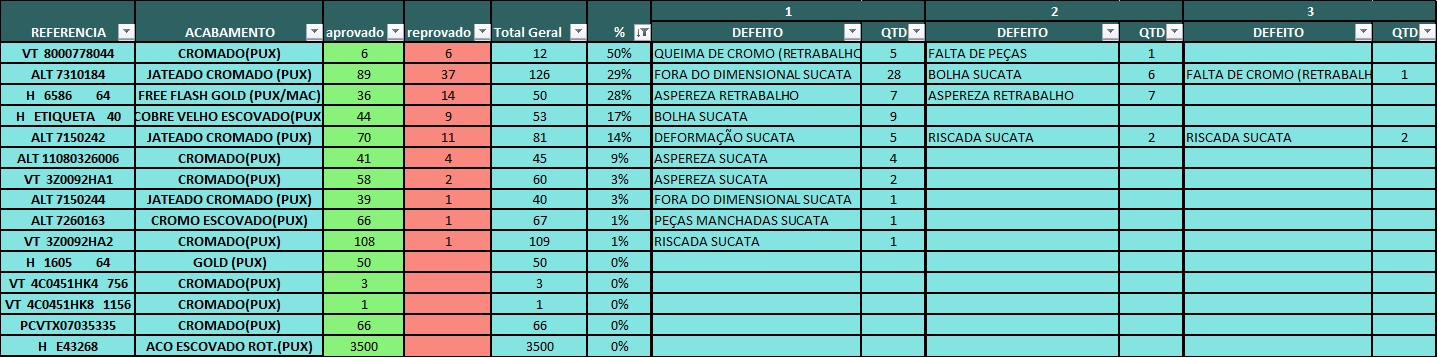 1 2 3
REFERENCIA ACABAMENTO aprovado reprovado Total Geral % DEFEITO QTD DEFEITO QTD DEFEITO QTD
VT 8000778044 CROMADO(PUX) 6 6 12 50% QUEIMA DE CROMO (RETRABALHO 5 FALTA DE PEÇAS 1
ALT 7310184 JATEADO CROMADO (PUX) 89 37 126 29% FORA DO DIMENSIONAL SUCATA 28 BOLHA SUCATA 6 FALTA DE CROMO (RETRABALH 1
H 6586 64 FREE FLASH GOLD (PUX/MAC) 36 14 50 28% ASPEREZA RETRABALHO 7 ASPEREZA RETRABALHO 7
H ETIQUETA 40 COBRE VELHO ESCOVADO(PUX 44 9 53 17% BOLHA SUCATA 9
ALT 7150242 JATEADO CROMADO (PUX) 70 11 81 14% DEFORMAÇÃO SUCATA 5 RISCADA SUCATA 2 RISCADA SUCATA 2
ALT 11080326006 CROMADO(PUX) 41 4 45 9% ASPEREZA SUCATA 4
VT 3Z0092HA1 CROMADO(PUX) 58 2 60 3% ASPEREZA SUCATA 2
ALT 7150244 JATEADO CROMADO (PUX) 39 1 40 3% FORA DO DIMENSIONAL SUCATA 1
ALT 7260163 CROMO ESCOVADO(PUX) 66 1 67 1% PEÇAS MANCHADAS SUCATA 1
VT 3Z0092HA2 CROMADO(PUX) 108 1 109 1% RISCADA SUCATA 1
H 1605 64 GOLD (PUX) 50 50 0%
VT 4C0451HK4 756 CROMADO(PUX) 3 3 0%
VT 4C0451HK8 1156 CROMADO(PUX) 1 1 0%
PCVTX07035335 CROMADO(PUX) 66 66 0%
H E43268 ACO ESCOVADO ROT.(PUX) 3500 3500 0%